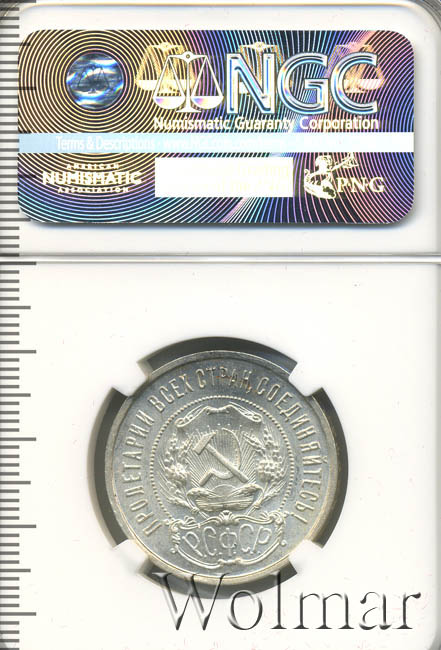 NGC
Numismatic Guaranty Corporation
Terms & Descriptions
AMERICAN
NUMISMATIC
ASSOCIATION
PNG
ПРОЛЕТАРИИ ВСЕХ СТРАН, СОЕДИНЯЙТЕСЬ!
Р.С.Ф.С.Р.
Wolmar